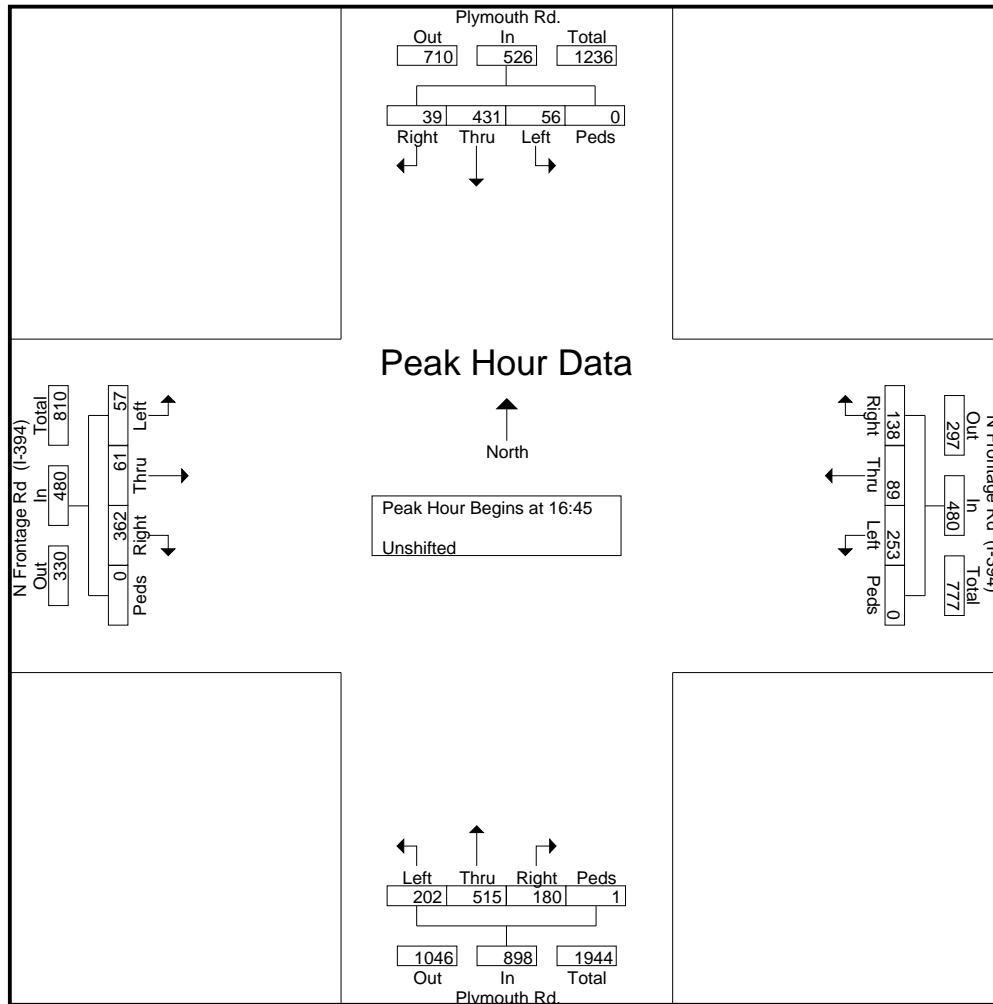 Plymouth Rd.
Out In Total
710 526 1236
39 431 56 0
Right Thru Left Peds
Peak Hour Data
North
Peak Hour Begins at 16:45
Unshifted
N Frontage Rd (I-394)
Out In Total
330 480 810
57 61 362 0
Left Thru Right Peds
N Frontage Rd (I-394)
Out In Total
297 480 777
138 89 253 0
Right Thru Left Peds
Left Thru Right Peds
202 515 180 1
1046 898 1944
Out In Total
Plymouth Rd.